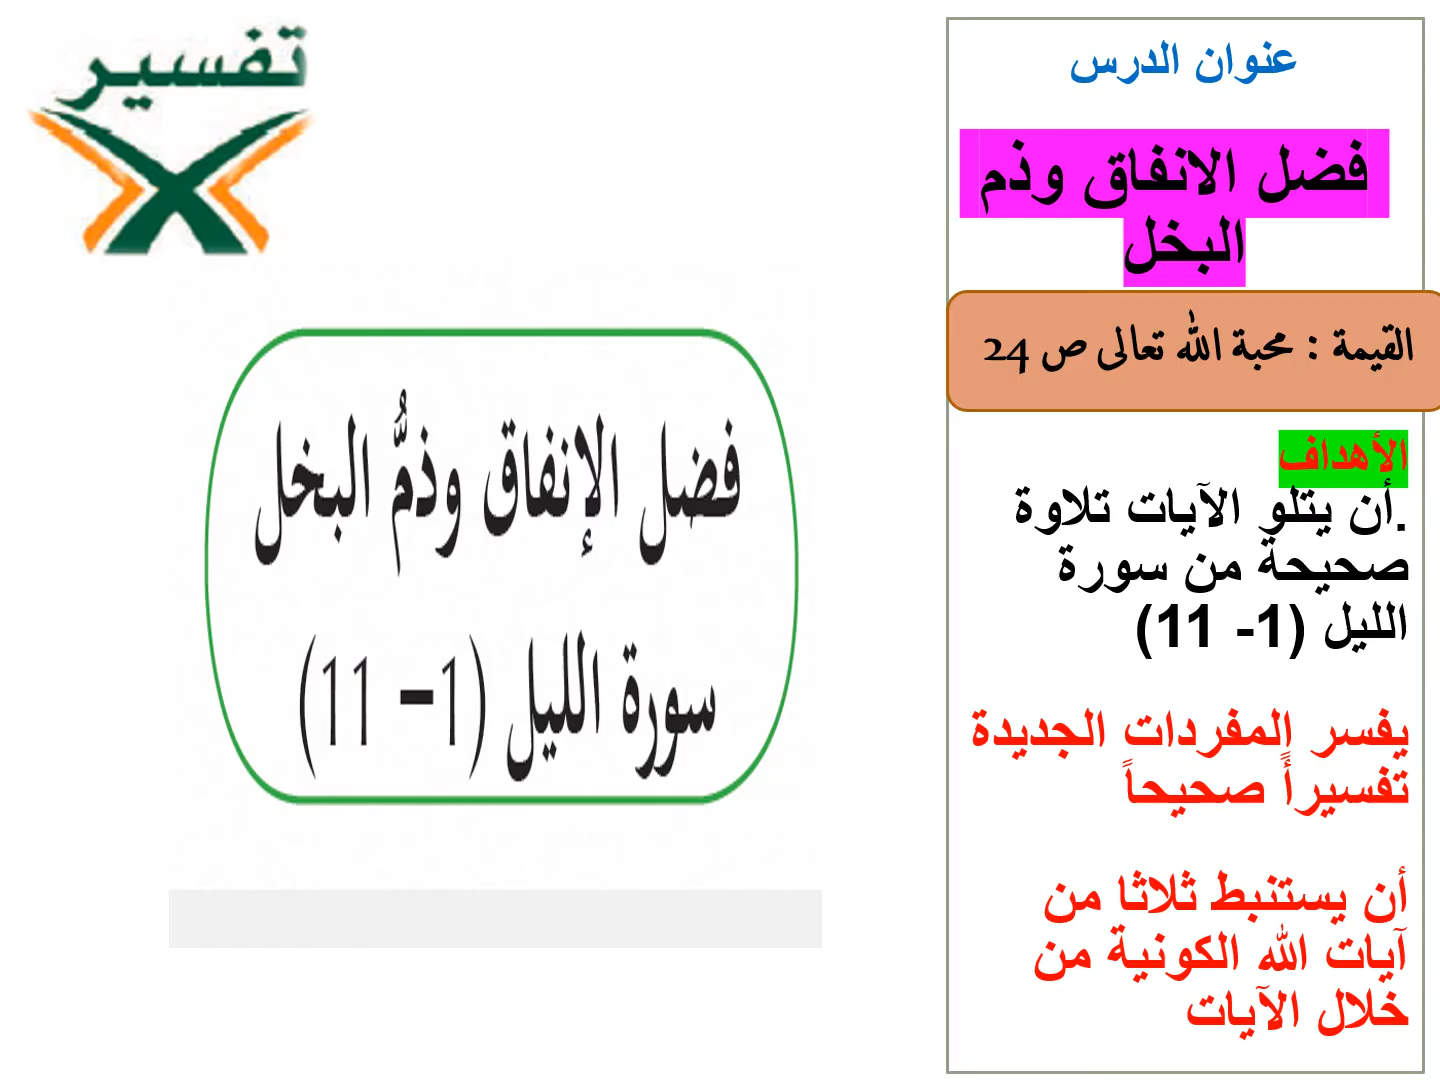 تفسير
عنوان الدرس
فضل الانفاق وذم
البخل
القيمة : محبة الله تعالى ص 24
فضل الإنفاق وذمُّ البخل
سورة الليل (1– 11)
الأهداف
.أن يتلو الآيات تلاوة
صحيحة من سورة
الليل (1- 11)
يفسر المفردات الجديدة
تفسيراً صحيحاً
أن يستنبط ثلاثا من
آيات الله الكونية من
خلال الآيات